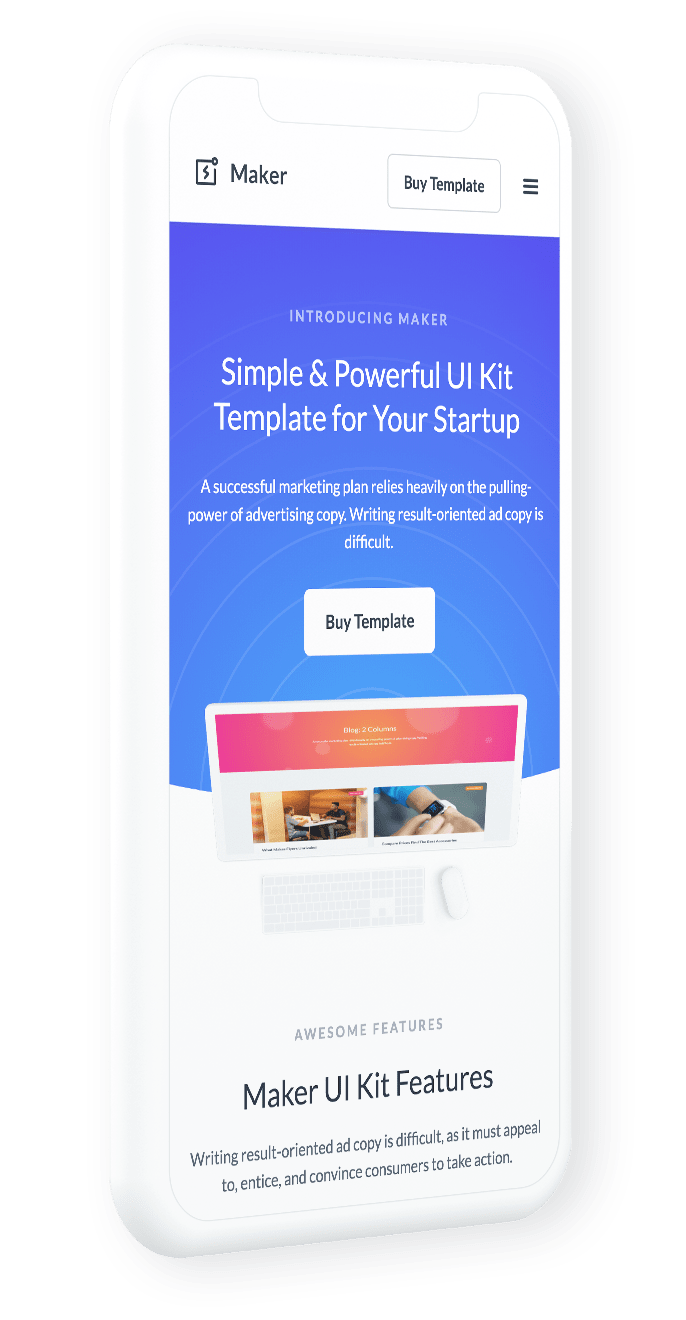 Maker
Buy Template
INTRODUCING MAKER
Simple & Powerful UI Kit
Template for Your Startup
A successful marketing plan relies heavily on the pulling-
power of advertising copy. Writing result-oriented ad copy is
difficult.
Buy Template
Blog: 2 Columns
AWESOME FEATURES
Maker UI Kit Features
Writing result-oriented ad copy is difficult, as it must appeal
to, entice, and convince consumers to take action.